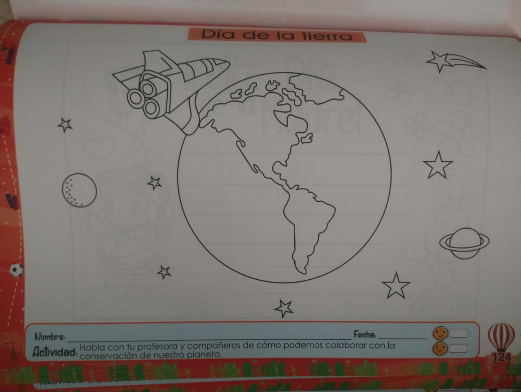 Dia de la tierra
Nombre: Fecha:
Actividad: Habla con tu profesora y compañeros de cómo podemos colaborar con la
conservación de nuestro planeta.
124